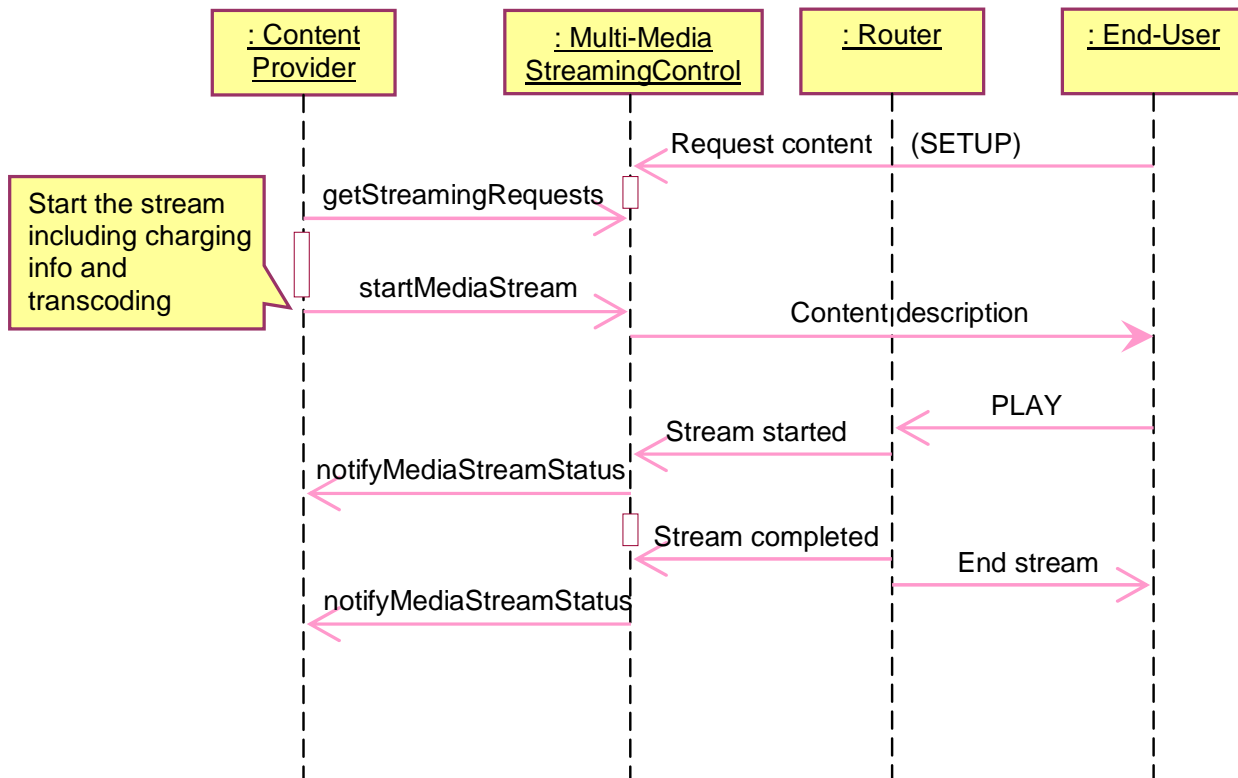 : Content
Provider
: Multi-Media
StreamingControl
: Router
: End-User
Request content (SETUP)
getStreamingRequests
Start the stream
including charging
info and
transcoding
startMediaStream
Content description
PLAY
Stream started
notifyMediaStreamStatus
Stream completed
End stream
notifyMediaStreamStatus